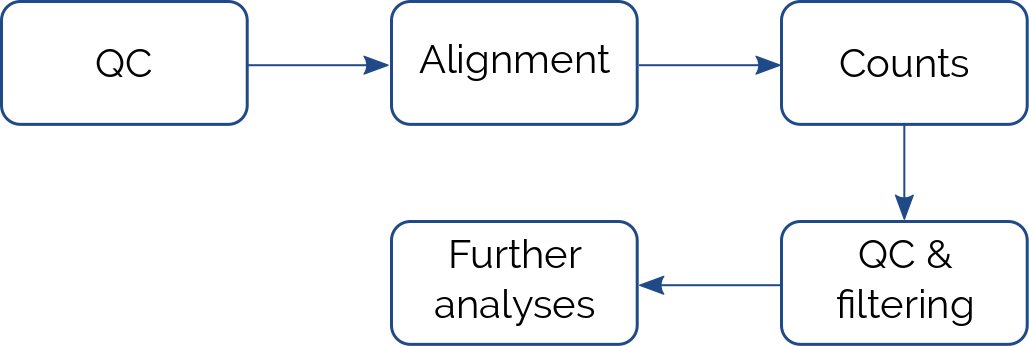 QC
Alignment
Counts
QC &
filtering
Further
analyses